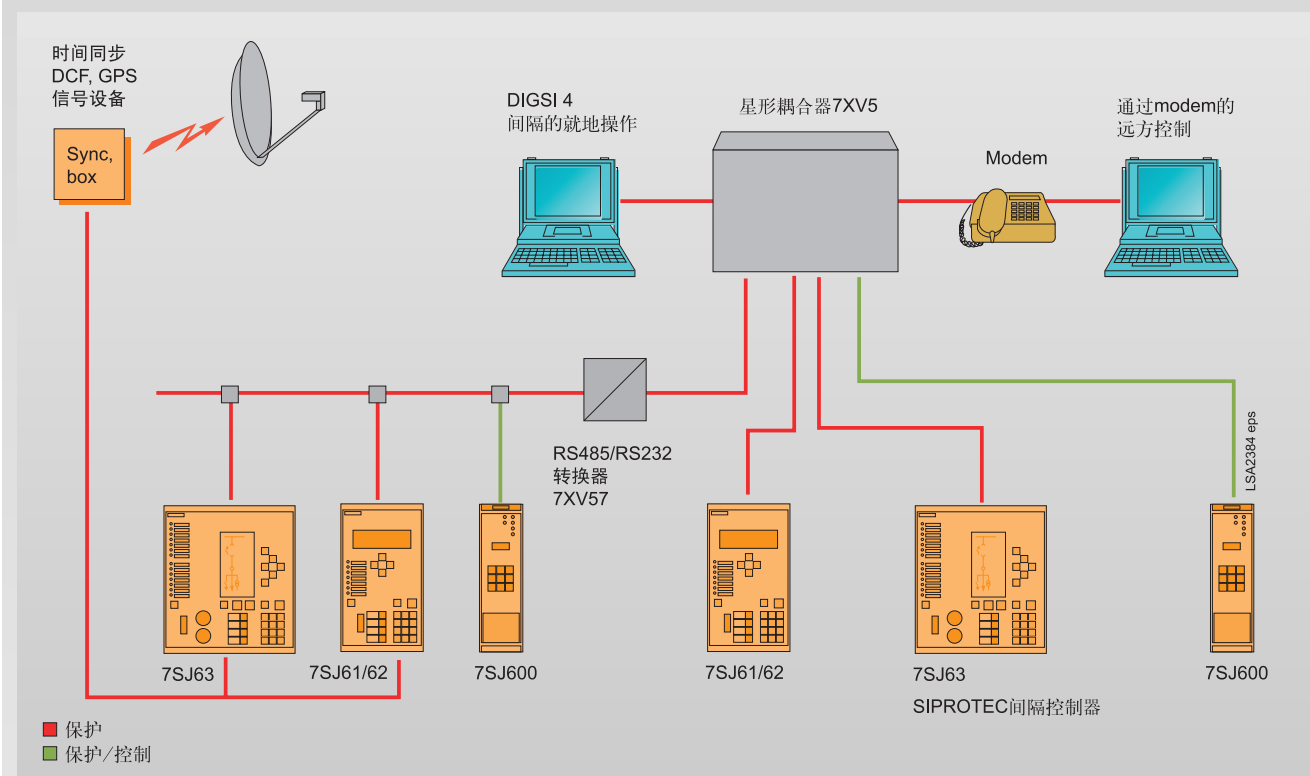 时间同步
DCF, GPS
信号设备
Sync,
box
DIGSI 4
间隔的就地操作
星形耦合器7XV5
Modem
通过modem的
远方控制
RS485/RS232
转换器
7XV57
LSA2384 eps
7SJ63
7SJ61/62
7SJ600
7SJ61/62
7SJ63
SIPROTEC间隔控制器
7SJ600
保护
保护/控制